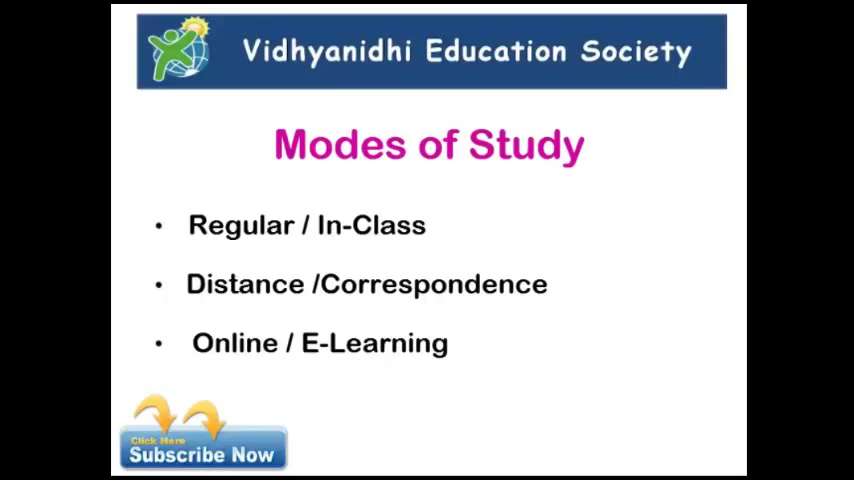 Vidhyanidhi Education Society
Modes of Study
• Regular / In-Class
• Distance /Correspondence
• Online / E-Learning
Click Here
Subscribe Now